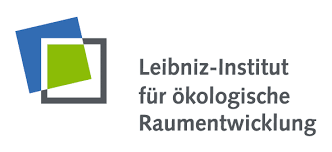 Leibniz-Institut
für ökologische
Raumentwicklung